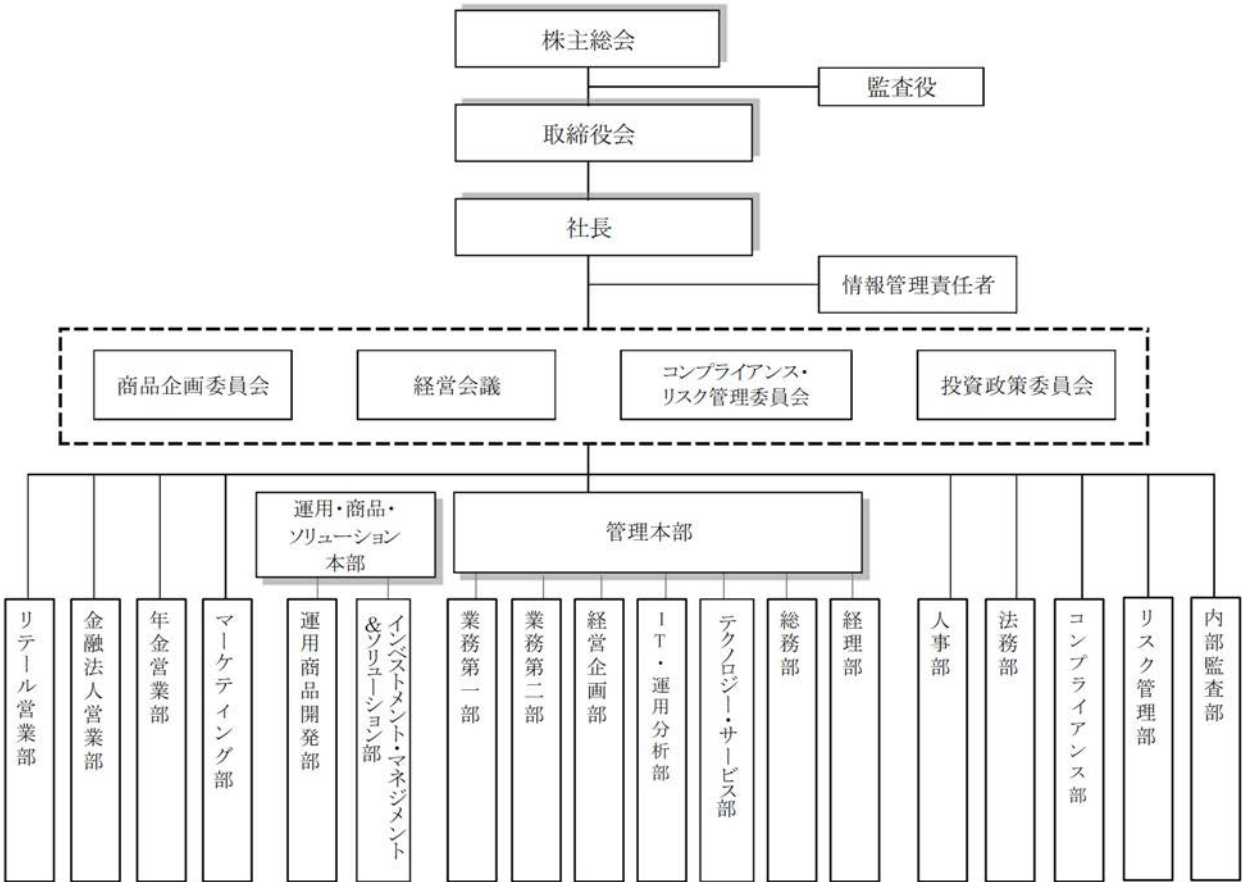 株主総会
監査役
取締役会
社長
情報管理責任者
商品企画委員会
経営会議
コンプライアンス・
リスク管理委員会
投資政策委員会
運用・商品・
ソリューション
本部
管理本部
リテール営業部
金融法人営業部
年金営業部
マーケティング部
運用商品開発部
インベストメント・マネジメント
&ソリューション部
業務第一部
業務第二部
経営企画部
IT・運用分析部
テクノロジー・サービス部
総務部
経理部
人事部
法務部
コンプライアンス部
リスク管理部
内部監査部